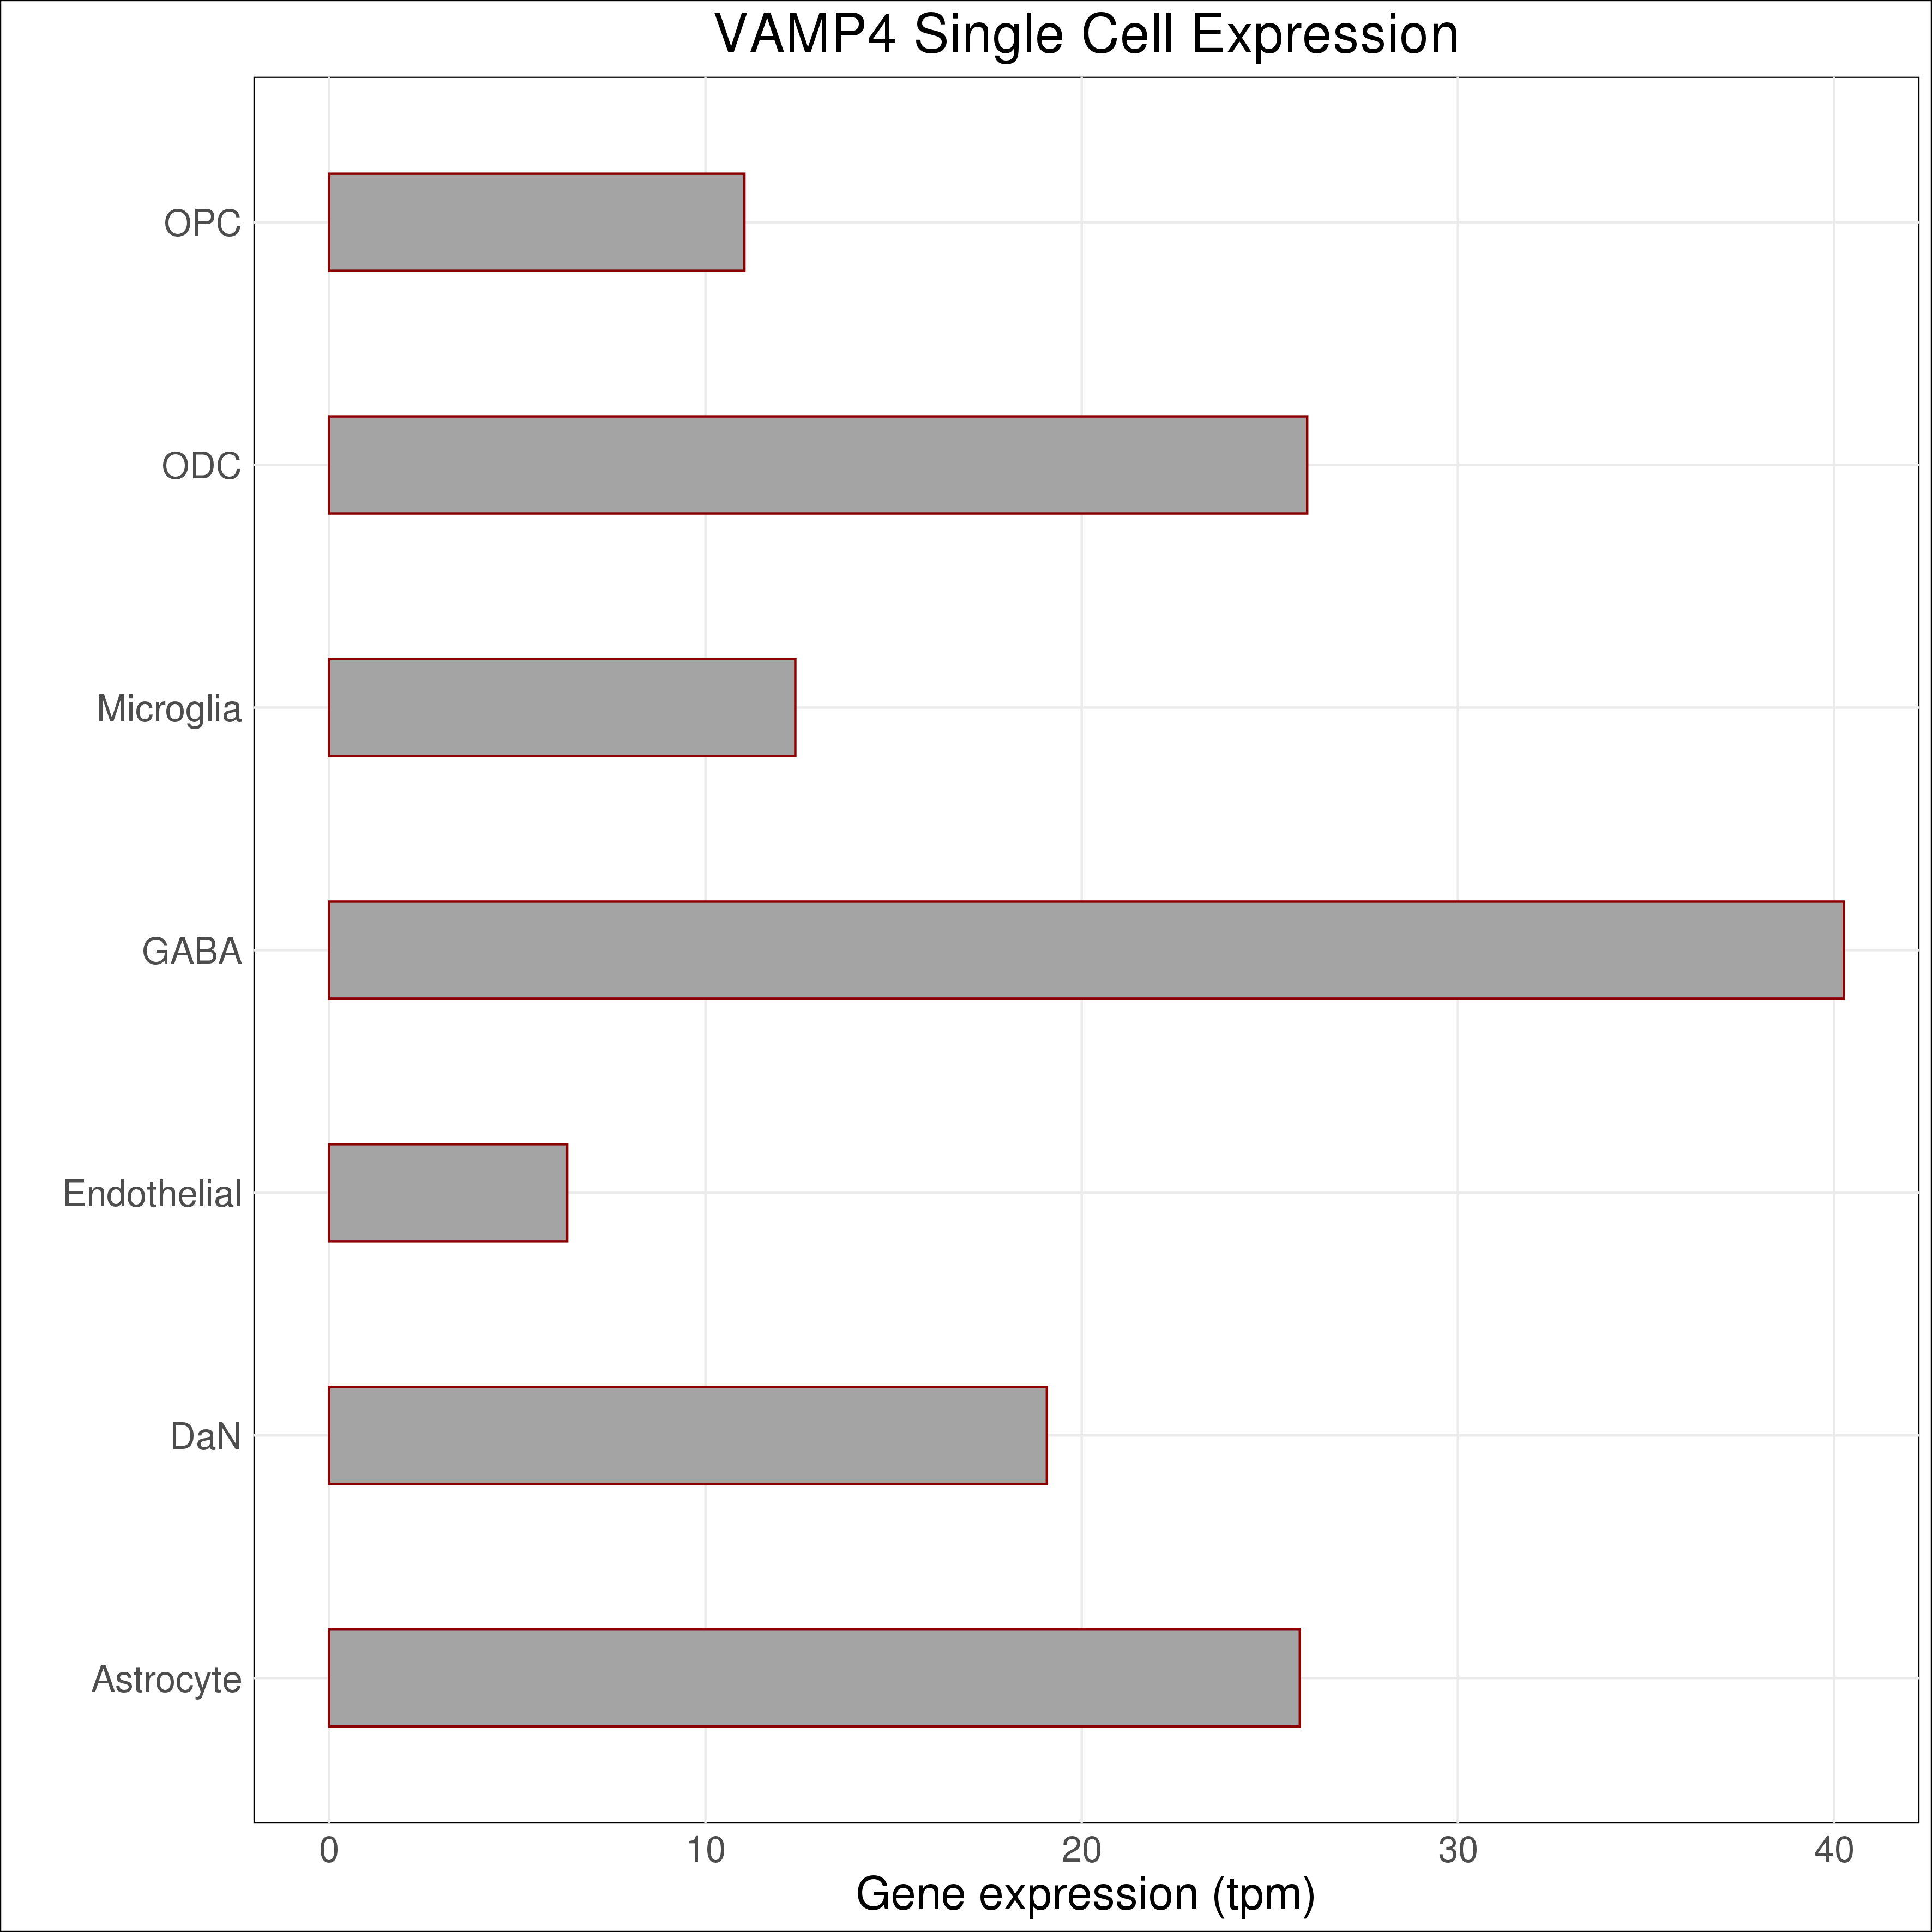 VAMP4 Single Cell Expression
OPC
ODC
Microglia
GABA
Endothelial
DaN
Astrocyte
0 10 20 30 40
Gene expression (tpm)